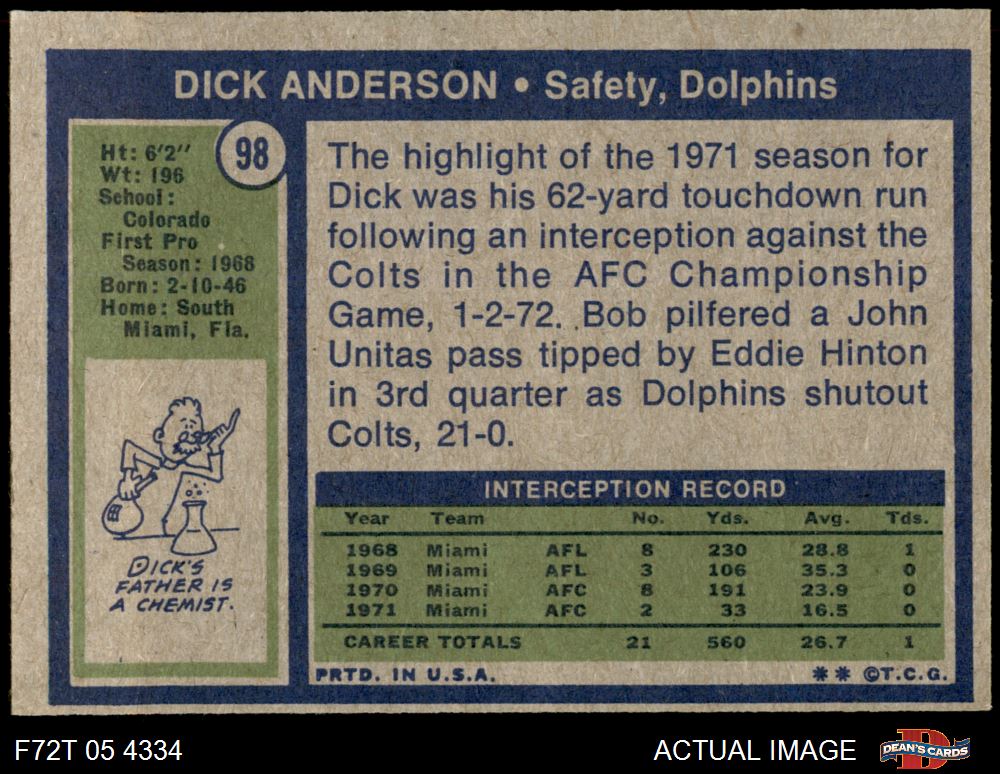 DICK ANDERSON • Safety, Dolphins
98
Ht: 6'2"
Wt: 196
School:
Colorado
First Pro
Season: 1968
Born: 2-10-46
Home: South
Miami, Fla.
DICK'S
FATHER IS
A CHEMIST.
The highlight of the 1971 season for
Dick was his 62-yard touchdown run
following an interception against the
Colts in the AFC Championship
Game, 1-2-72. Bob pilfered a John
Unitas pass tipped by Eddie Hinton
in 3rd quarter as Dolphins shutout
Colts, 21-0.
INTERCEPTION RECORD
Year Team No. Yds. Avg. Tds.
1968 Miami AFL 8 230 28.8 1
1969 Miami AFL 3 106 35.3 0
1970 Miami AFC 8 191 23.9 0
1971 Miami AFC 2 33 16.5 0
CAREER TOTALS 21 560 26.7 1
PRTD. IN U.S.A. ** ©T.C.G.
F72T 05 4334 ACTUAL IMAGE DEAN'S CARDS